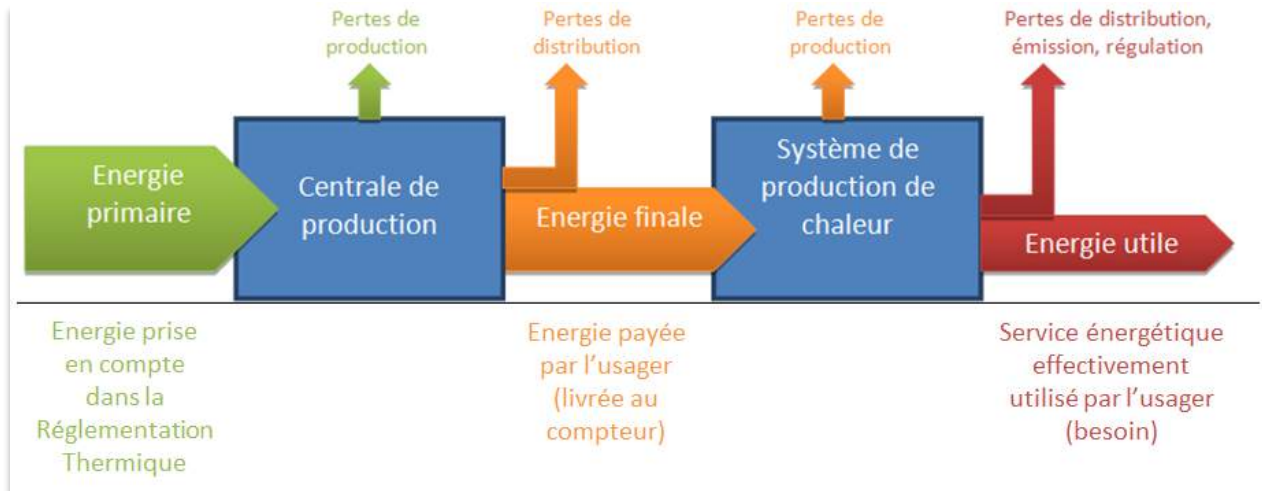 Pertes de
production
Pertes de
distribution
Pertes de
production
Pertes de distribution,
émission, régulation
Energie
primaire
Centrale de
production
Energie finale
Système de
production de
chaleur
Energie utile
Energie prise
en compte
dans la
Réglementation
Thermique
Energie payée
par l’usager
(livrée au
compteur)
Service énergétique
effectivement
utilisé par l’usager
(besoin)